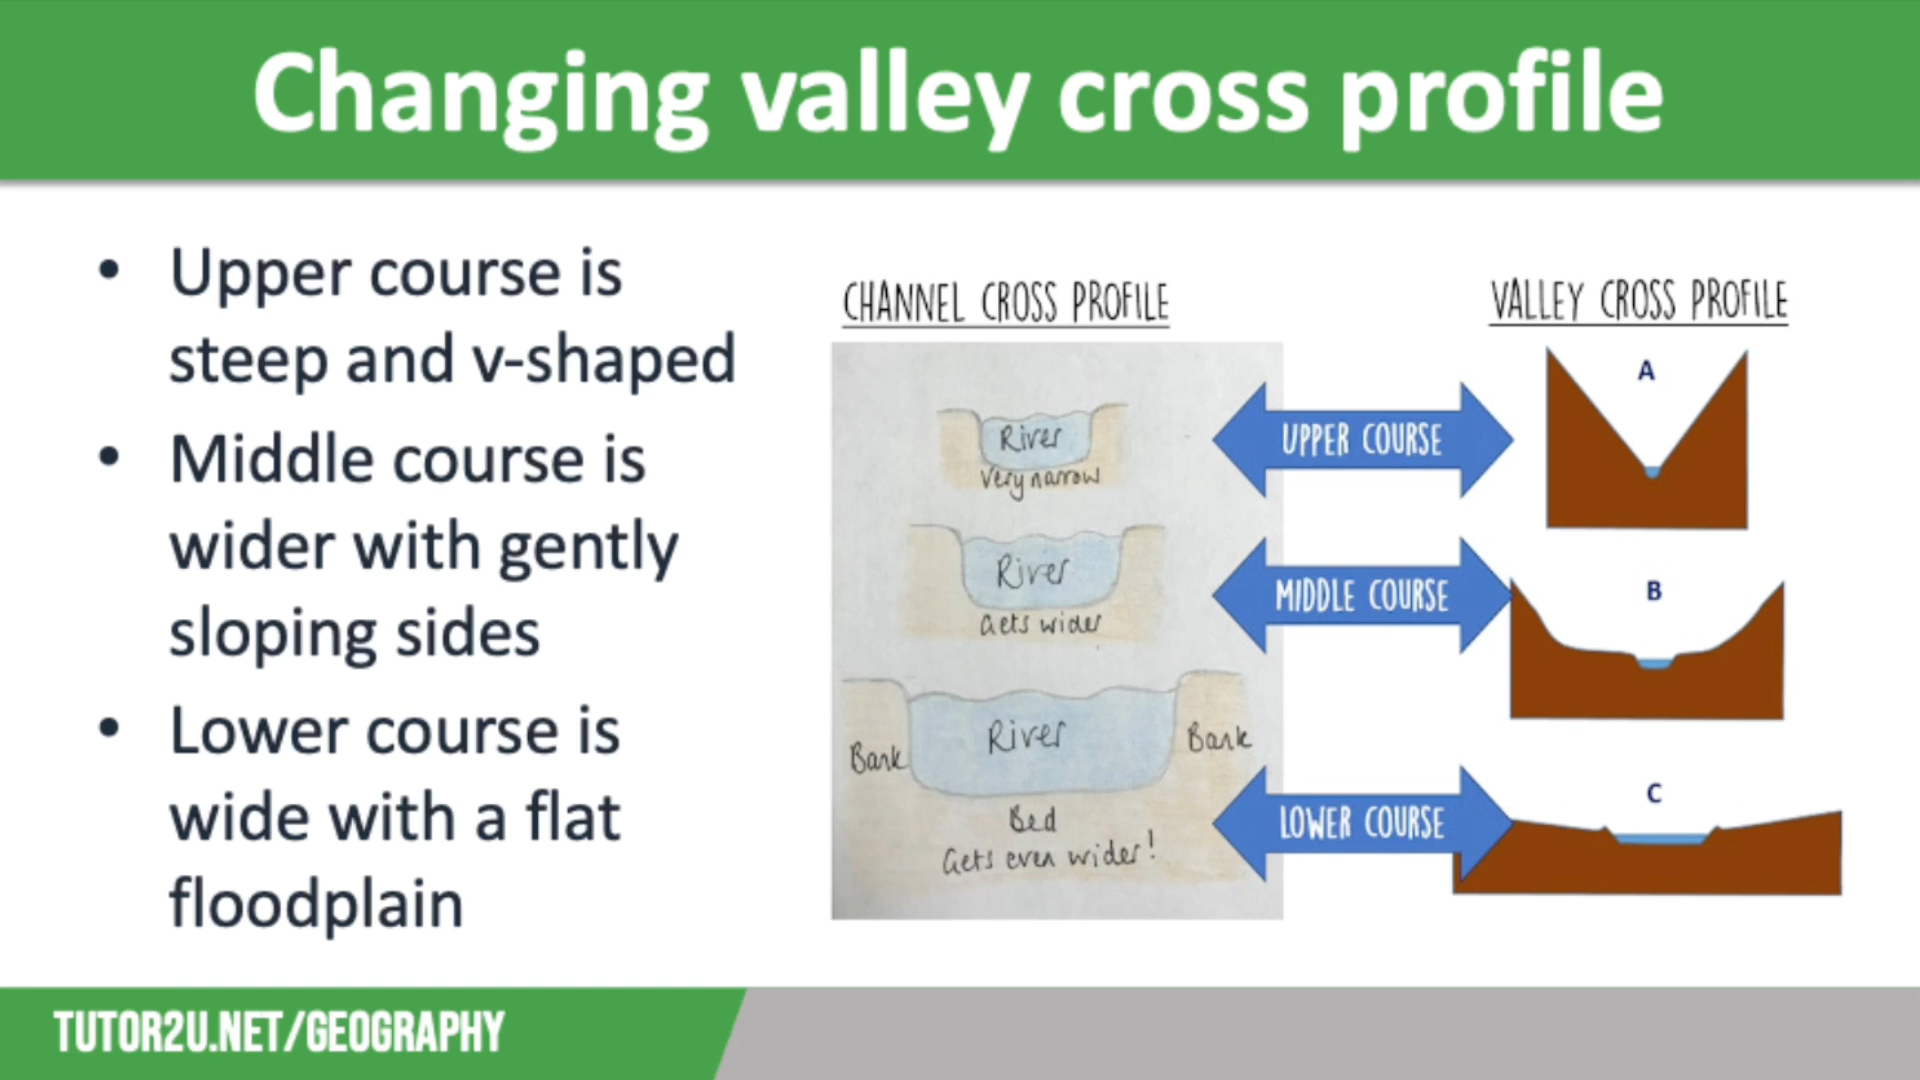 Changing valley cross profile
• Upper course is
steep and v-shaped
• Middle course is
wider with gently
sloping sides
• Lower course is
wide with a flat
floodplain
CHANNEL CROSS PROFILE
River
Very narrow
River
Gets wider
River
Bank
Bank
Bed
Gets even wider!
UPPER COURSE
MIDDLE COURSE
LOWER COURSE
VALLEY CROSS PROFILE
A
B
C
TUTOR2U.NET/GEOGRAPHY